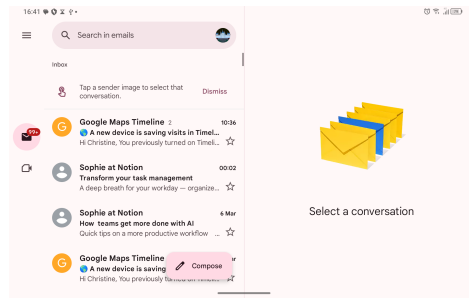 16:41
Search in emails
Inbox
Tap a sender image to select that
conversation.
Dismiss
99+
G
Google Maps Timeline 2
10:36
🌎 A new device is saving visits in Timel...
Hi Christine, You previously turned on Timeli...
Sophie at Notion
00:02
Transform your task management
A deep breath for your workday — organize...
Sophie at Notion
6 Mar
How teams get more done with AI
Quick tips on a more productive workflow ...
G
Google Maps Timeline
🌎 A new device is saving
Hi Christine, You previously
Compose
Select a conversation